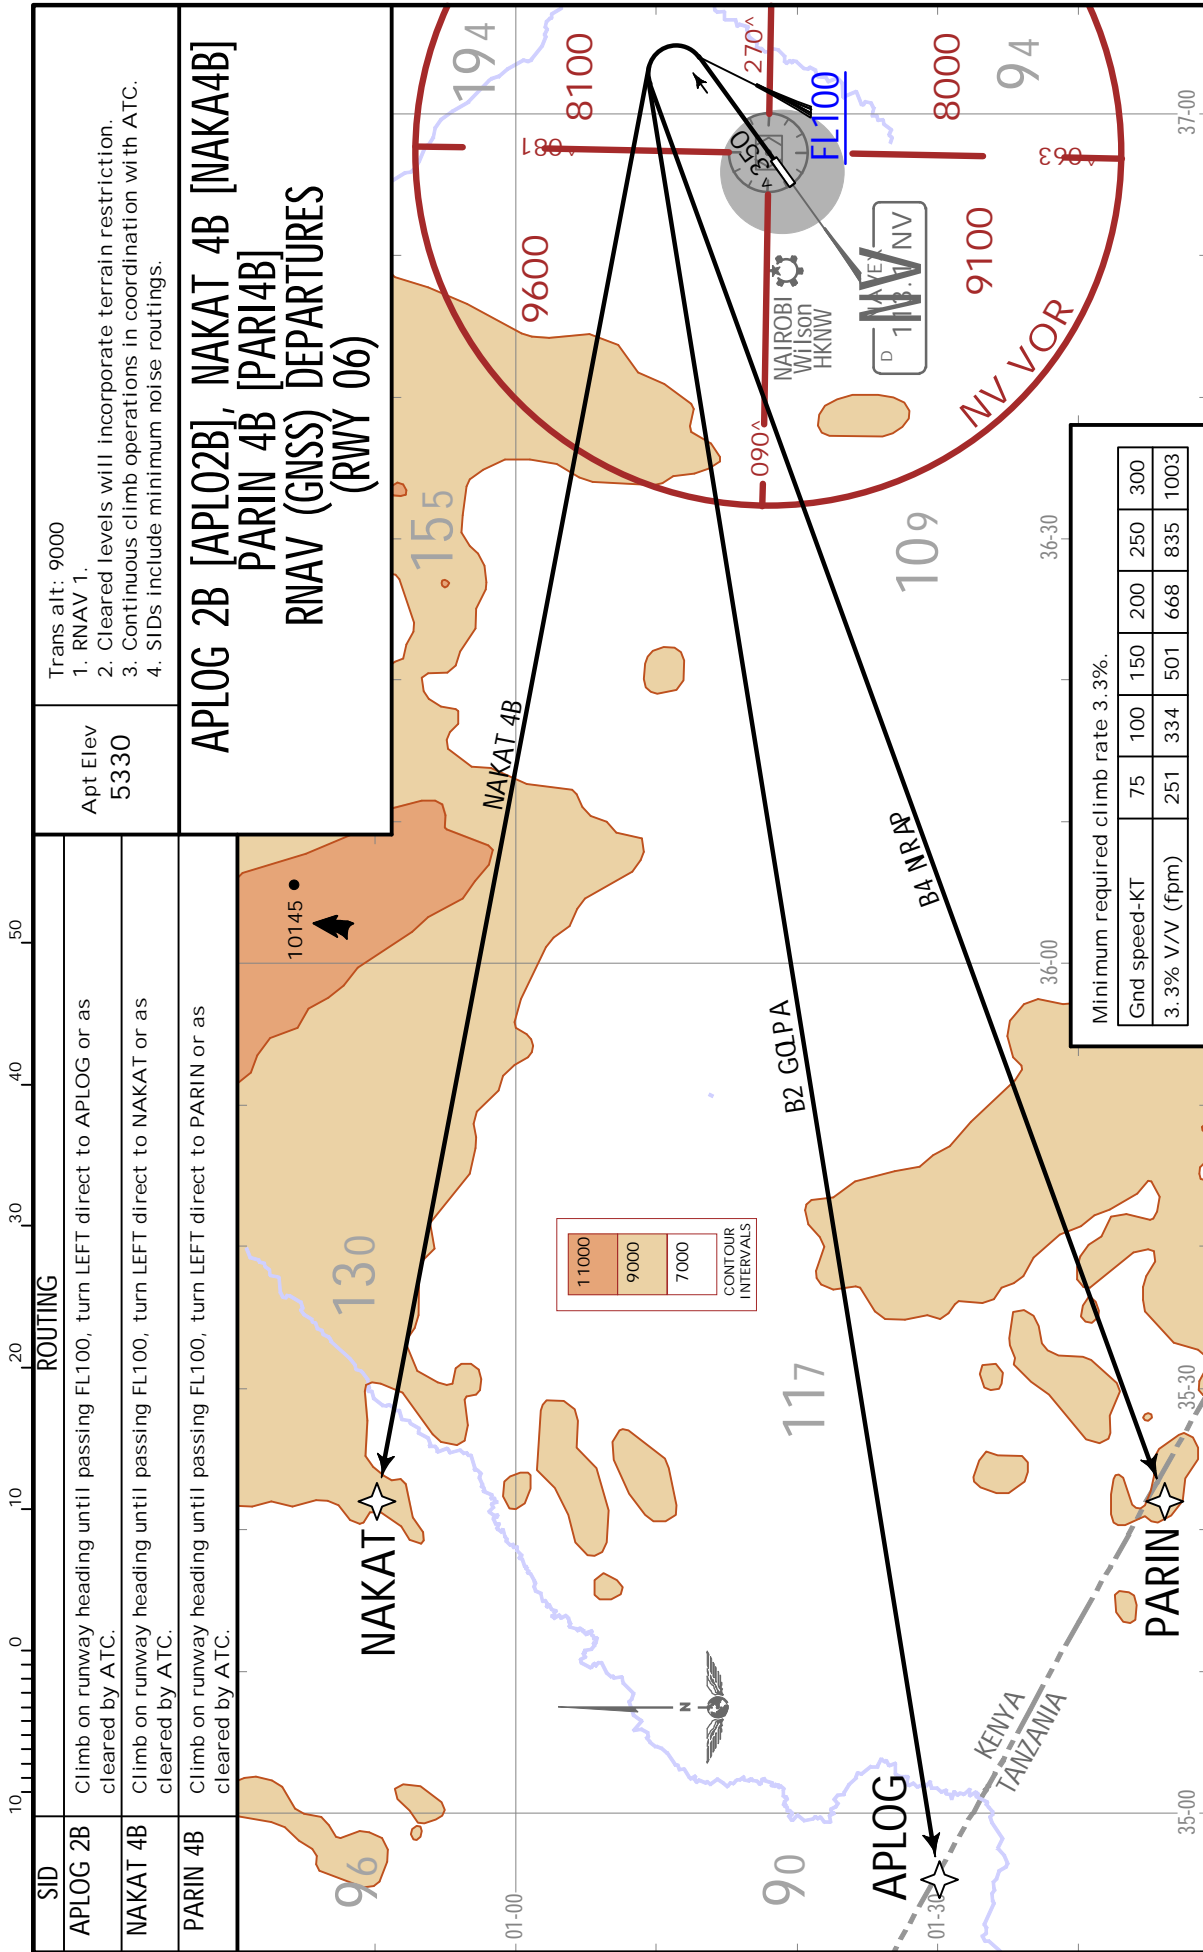 Apt Elev
5330
Trans alt: 9000
1. RNAV 1.
2. Cleared levels will incorporate terrain restriction.
3. Continuous climb operations in coordination with ATC.
4. SIDs include minimum noise routings.
APLOG 2B [APLO2B], NAKAT 4B [NAKA4B]
PARIN 4B [PARI4B]
RNAV (GNSS) DEPARTURES
(RWY 06)
10 0 10 20 30 40 50
SID ROUTING
APLOG 2B Climb on runway heading until passing FL100, turn LEFT direct to APLOG or as
cleared by ATC.
NAKAT 4B Climb on runway heading until passing FL100, turn LEFT direct to NAKAT or as
cleared by ATC.
PARIN 4B Climb on runway heading until passing FL100, turn LEFT direct to PARIN or as
cleared by ATC.
96
130
155
194
10145
NAKAT
NAKAT 4B
01-00
9600
8100
180^
270^
090^
360^
350
FL100
11000
9000
7000
CONTOUR
INTERVALS
N
NAIROBI
Wilson
HKNW
D
NV
NV
9100
8000
94
NV VOR
90
117
109
B2 GOLPA
B4 NRAP
APLOG
01-30
KENYA
TANZANIA
PARIN
35-00
35-30
36-00
36-30
37-00
Minimum required climb rate 3.3%.
Gnd speed-KT 75 100 150 200 250 300
3.3% V/V (fpm) 251 334 501 668 835 1003